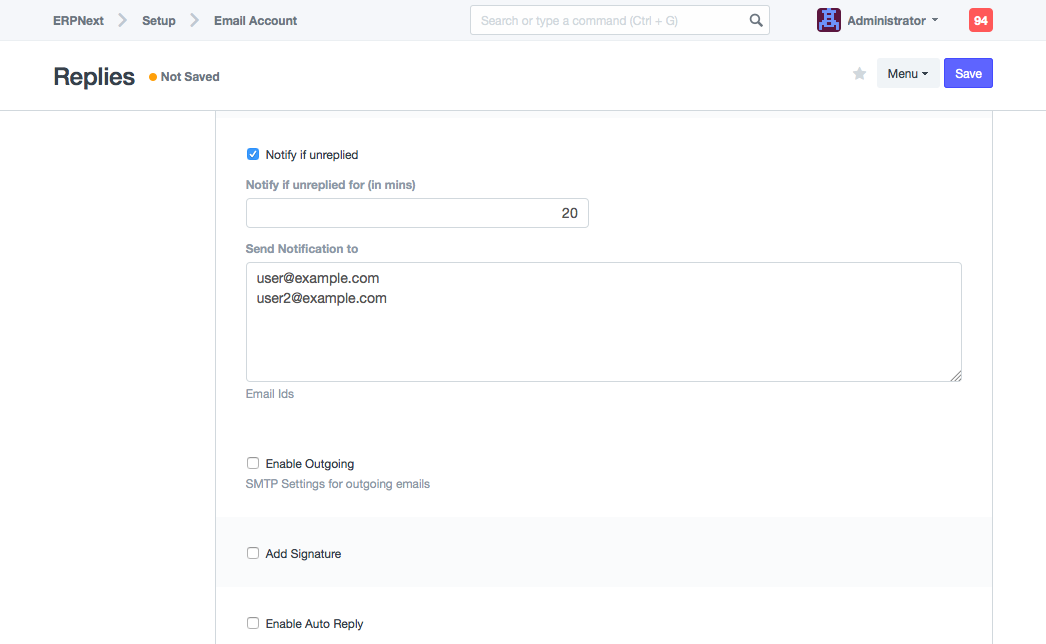 ERPNext Setup Email Account Search or type a command (Ctrl + G) Administrator 94
Replies Not Saved Menu Save
Notify if unreplied
Notify if unreplied for (in mins)
20
Send Notification to
user@example.com
user2@example.com
Email Ids
Enable Outgoing
SMTP Settings for outgoing emails
Add Signature
Enable Auto Reply